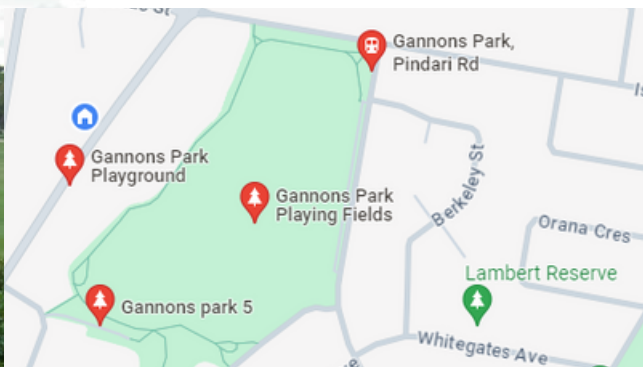 St
Gannons Park,
Pindari Rd
Gannons Park
Playground
Gannons Park
Playing Fields
Berkeley St
Orana Cres
Lambert Reserve
Gannons park 5
Whitegates Ave